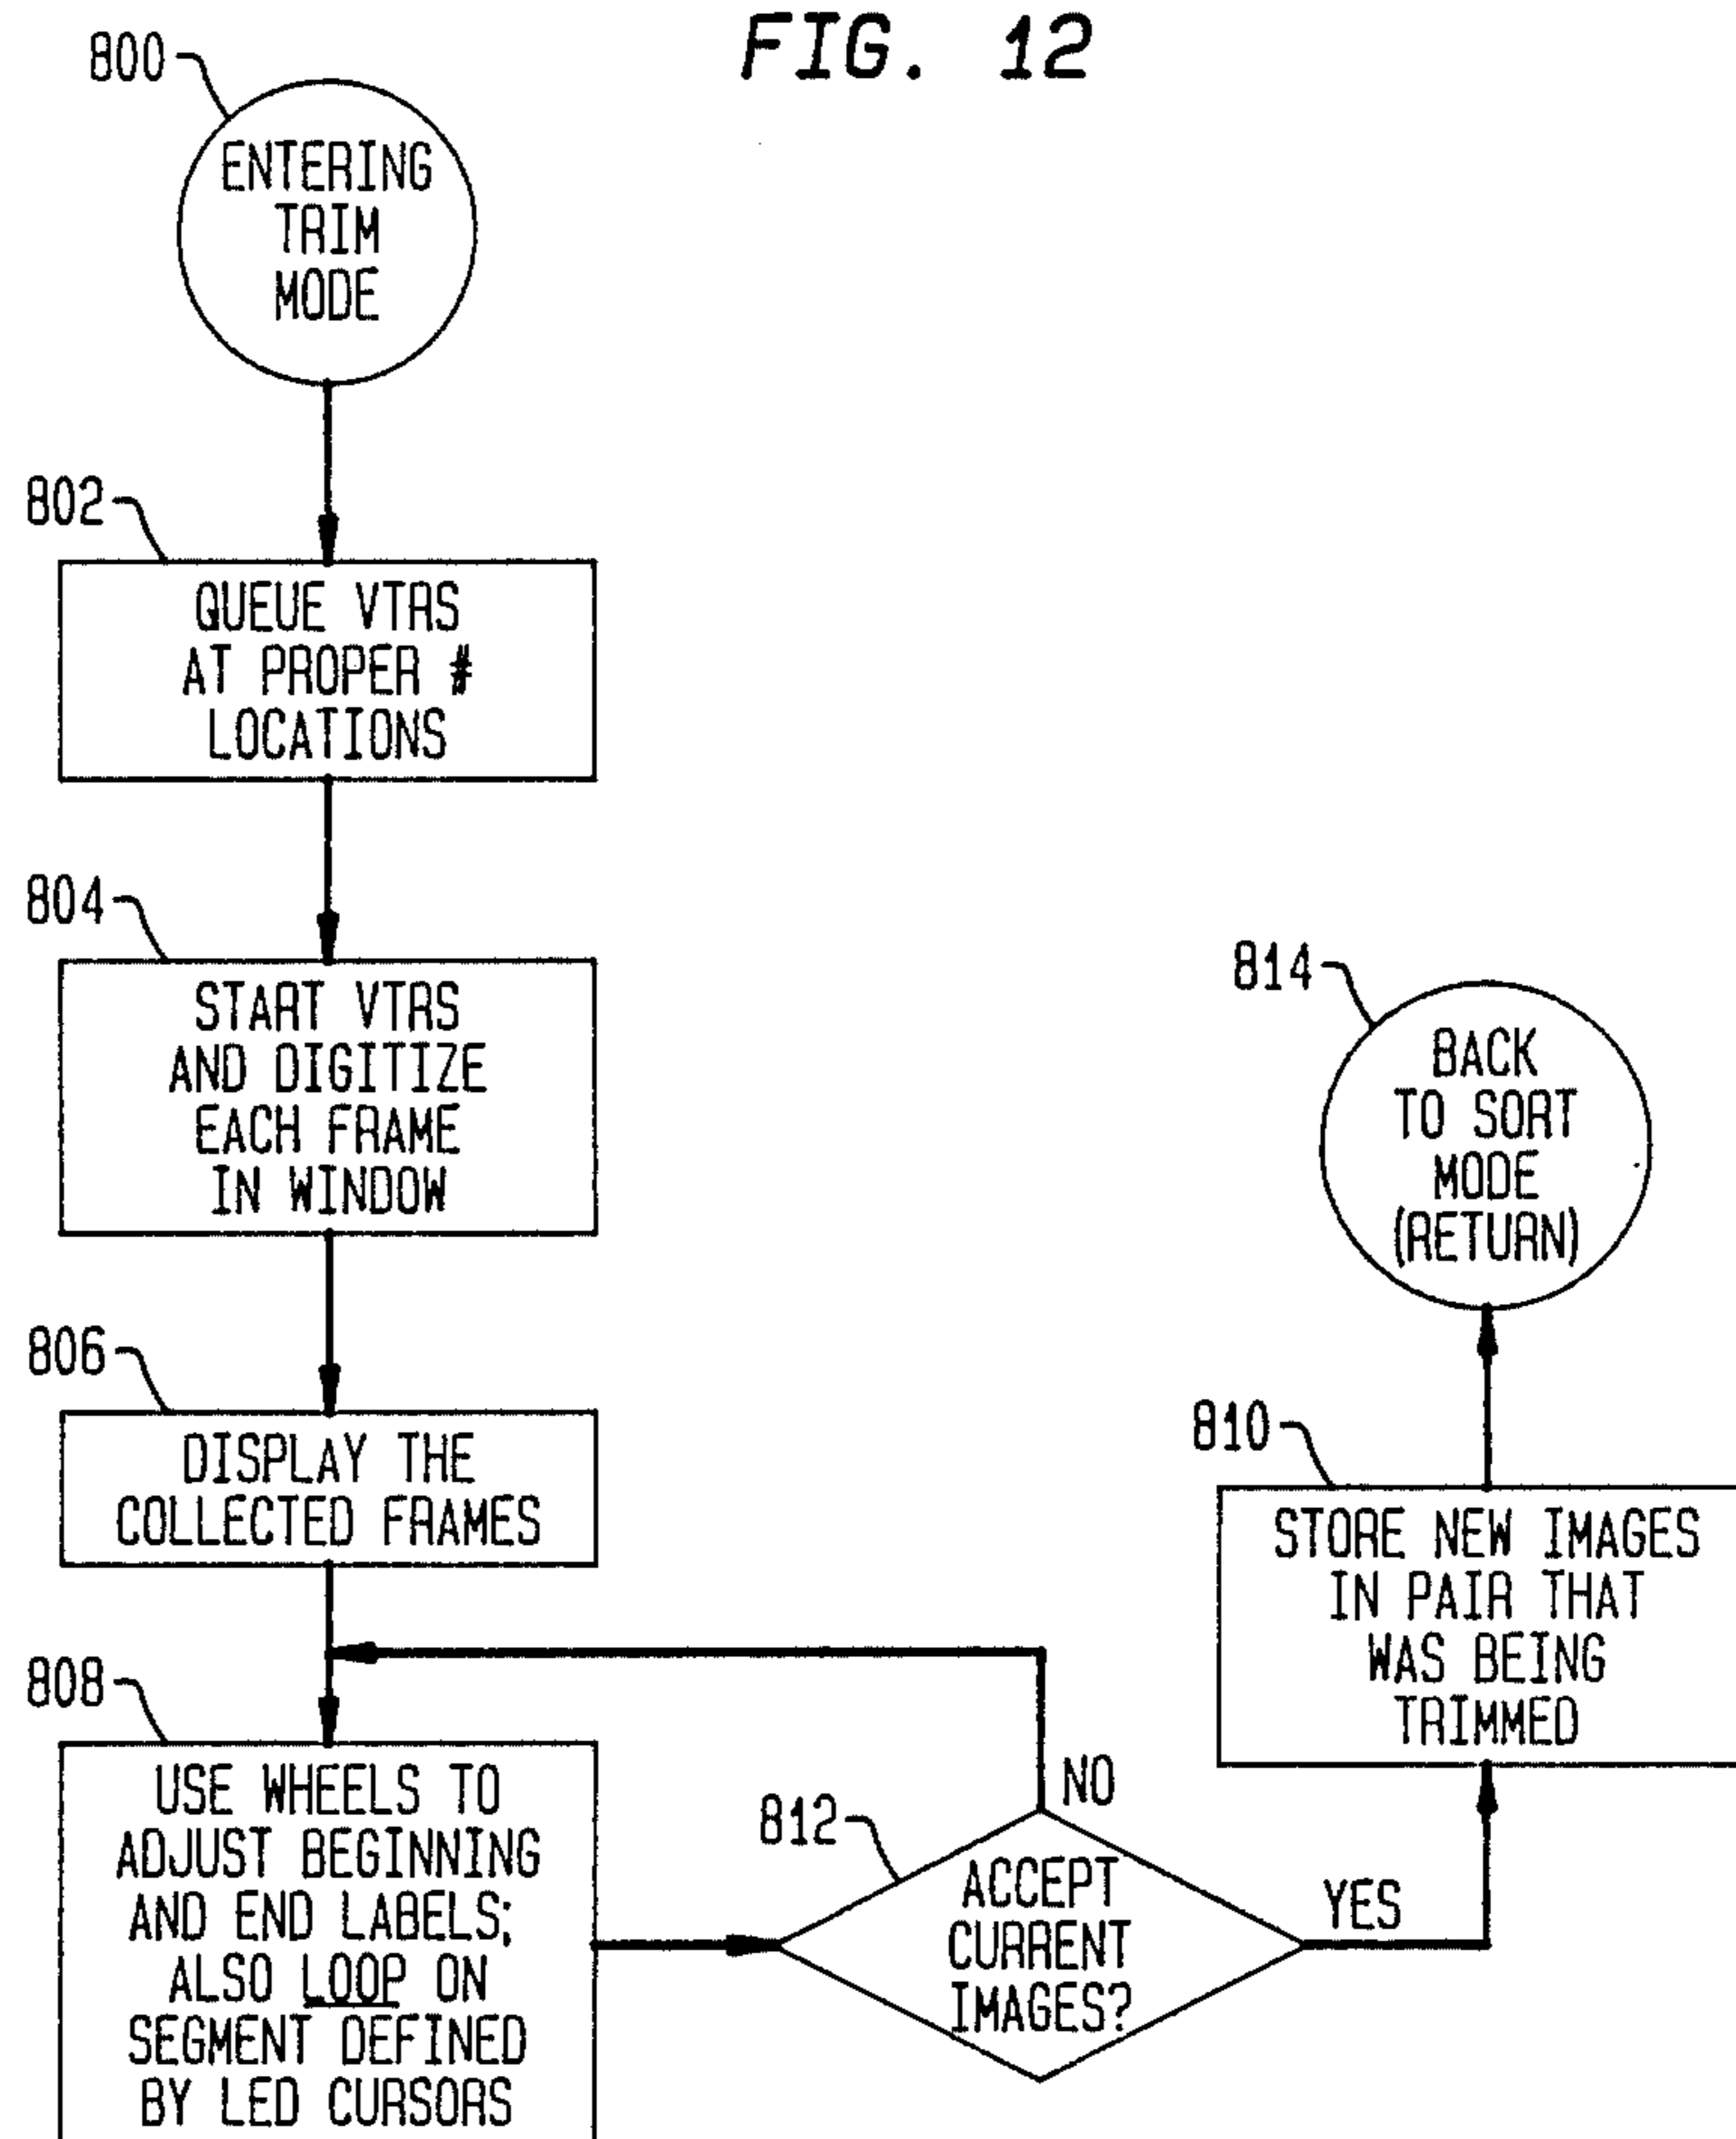 FIG. 12
800
ENTERING
TRIM
MODE
802
QUEUE VTRS
AT PROPER #
LOCATIONS
804
START VTRS
AND DIGITIZE
EACH FRAME
IN WINDOW
806
DISPLAY THE
COLLECTED FRAMES
808
USE WHEELS TO
ADJUST BEGINNING
AND END LABELS;
ALSO LOOP ON
SEGMENT DEFINED
BY LED CURSORS
812
ACCEPT
CURRENT
IMAGES?
NO
YES
810
STORE NEW IMAGES
IN PAIR THAT
WAS BEING
TRIMMED
814
BACK
TO SORT
MODE
(RETURN)